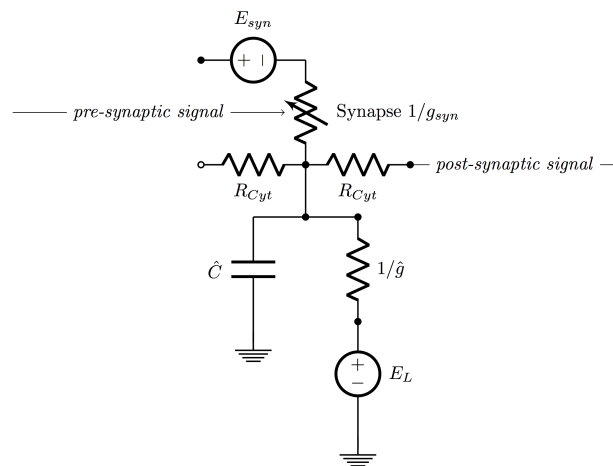 E_syn
+ −
pre-synaptic signal
Synapse 1/g_syn
R_Cyt
R_Cyt
post-synaptic signal
Ĉ
1/ĝ
+
−
E_L